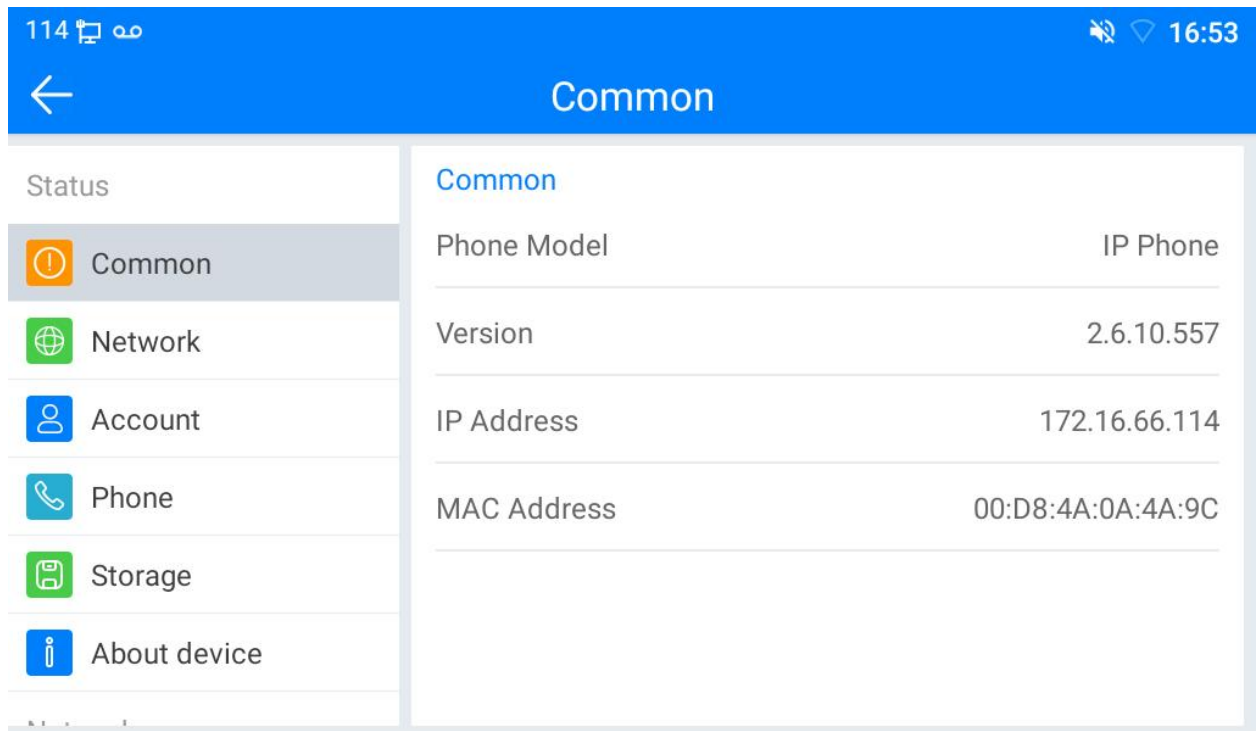 114
16:53
Common
Status
Common
Network
Account
Phone
Storage
About device
Common
Phone Model IP Phone
Version 2.6.10.557
IP Address 172.16.66.114
MAC Address 00:D8:4A:0A:4A:9C